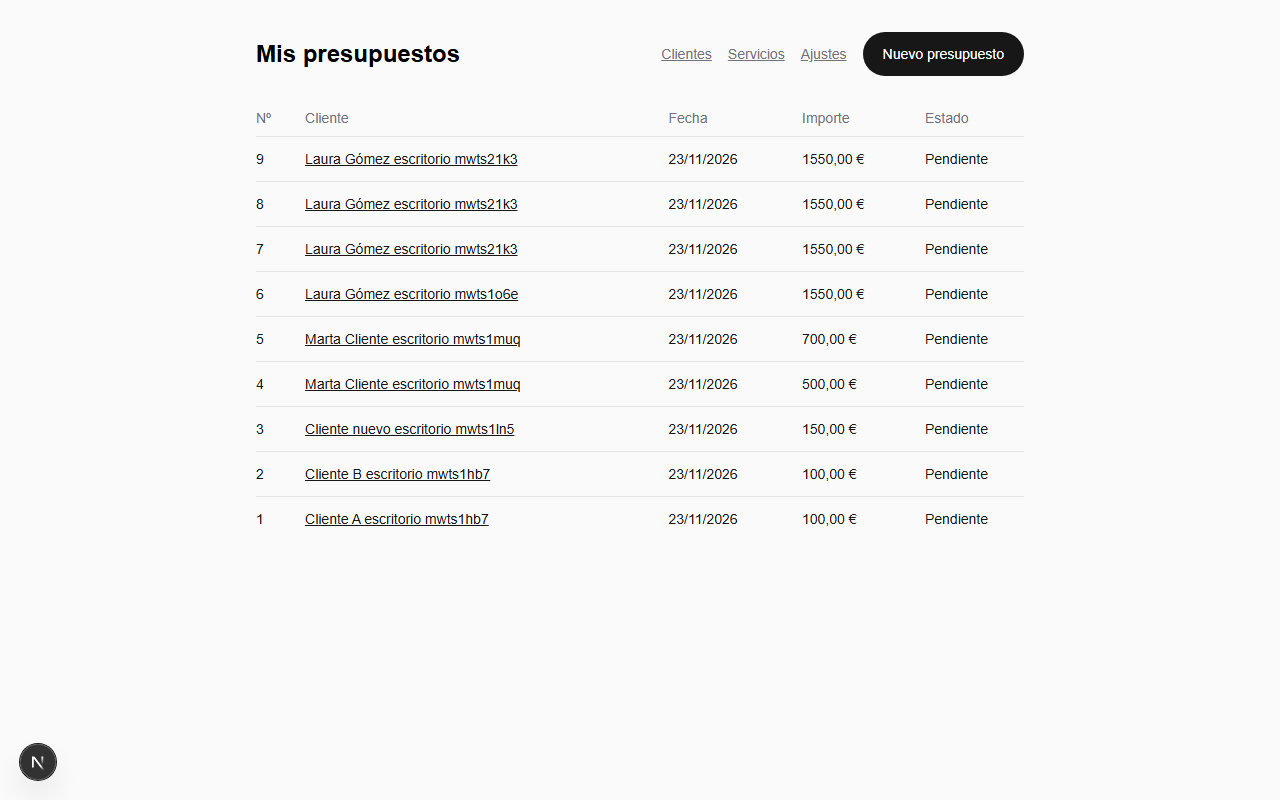 Mis presupuestos Clientes Servicios Ajustes Nuevo presupuesto
Nº Cliente Fecha Importe Estado
9 Laura Gómez escritorio mwts21k3 23/11/2026 1550,00 € Pendiente
8 Laura Gómez escritorio mwts21k3 23/11/2026 1550,00 € Pendiente
7 Laura Gómez escritorio mwts21k3 23/11/2026 1550,00 € Pendiente
6 Laura Gómez escritorio mwts1o6e 23/11/2026 1550,00 € Pendiente
5 Marta Cliente escritorio mwts1muq 23/11/2026 700,00 € Pendiente
4 Marta Cliente escritorio mwts1muq 23/11/2026 500,00 € Pendiente
3 Cliente nuevo escritorio mwts1ln5 23/11/2026 150,00 € Pendiente
2 Cliente B escritorio mwts1hb7 23/11/2026 100,00 € Pendiente
1 Cliente A escritorio mwts1hb7 23/11/2026 100,00 € Pendiente
N